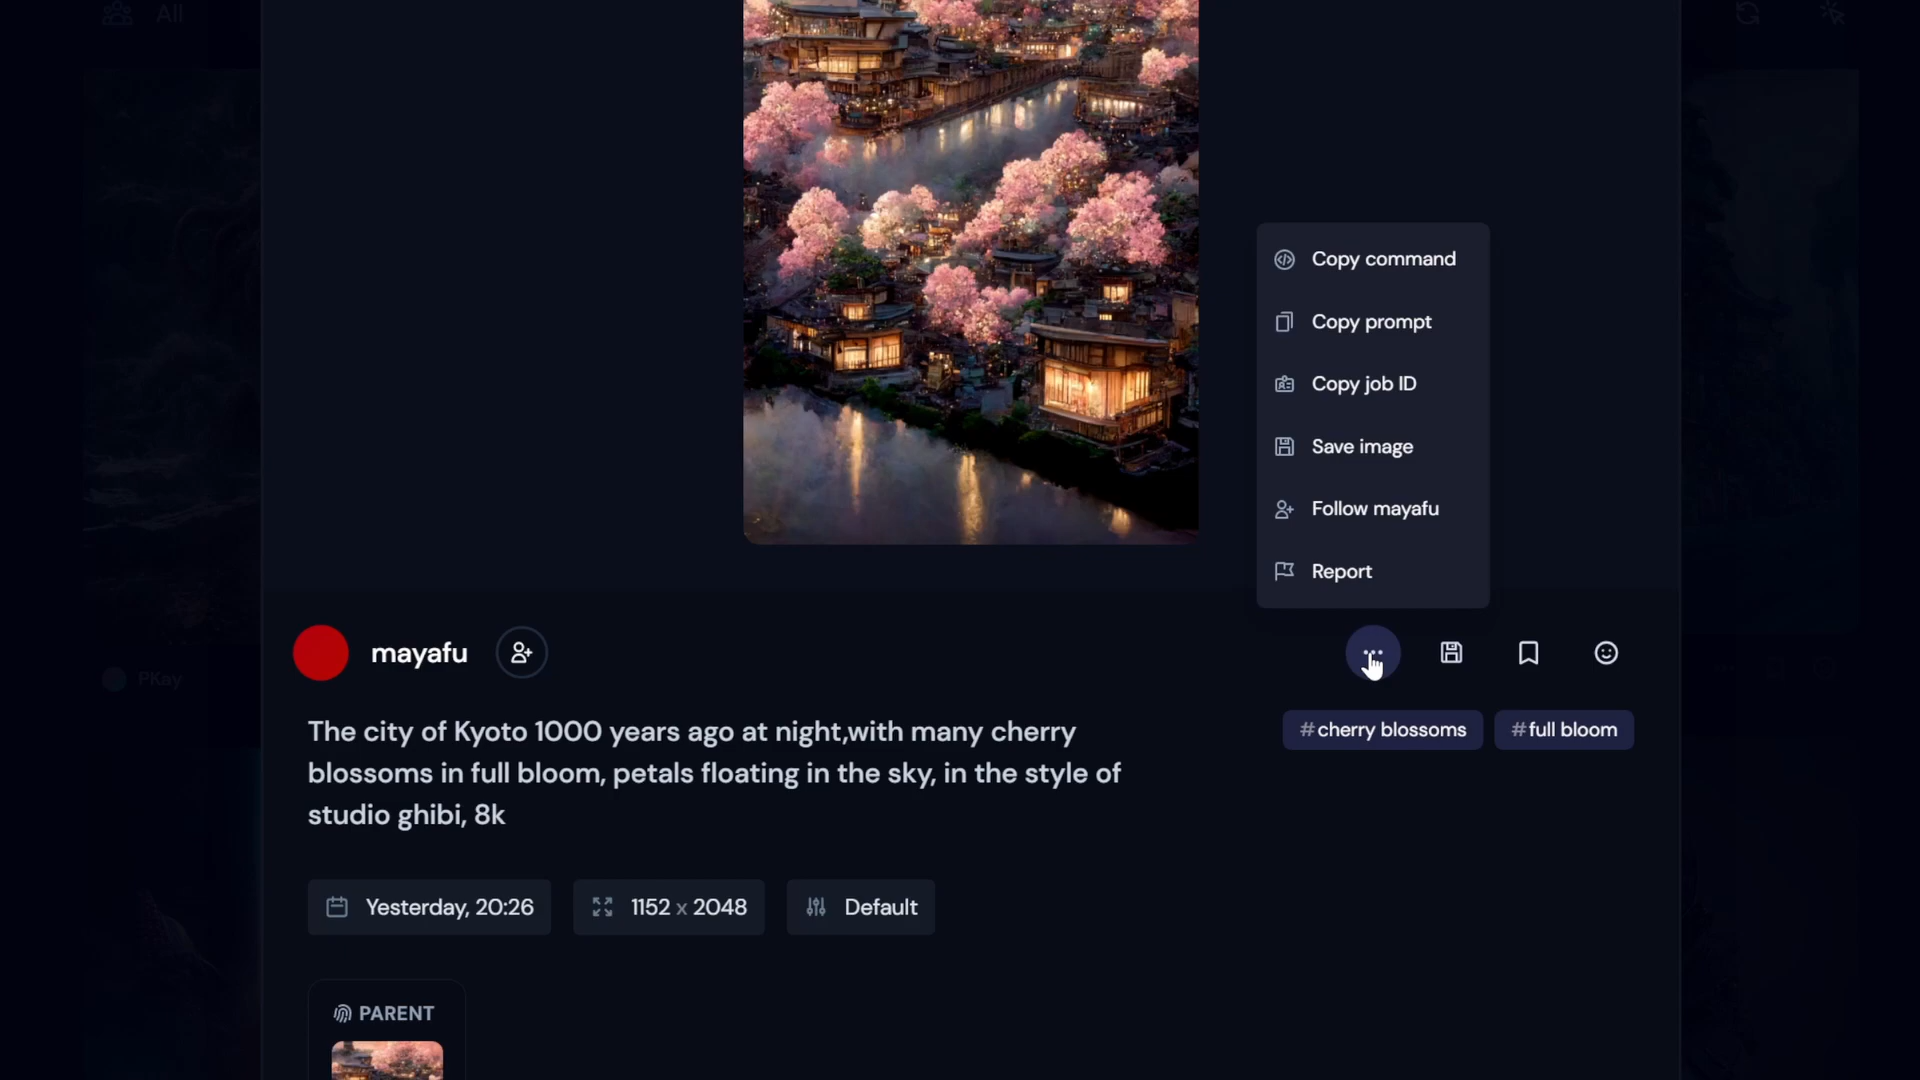 All
Copy command
Copy prompt
Copy job ID
Save image
Follow mayafu
Report
mayafu
PKay
The city of Kyoto 1000 years ago at night,with many cherry
blossoms in full bloom, petals floating in the sky, in the style of
studio ghibi, 8k
#cherry blossoms
#full bloom
Yesterday, 20:26
1152 x 2048
Default
PARENT